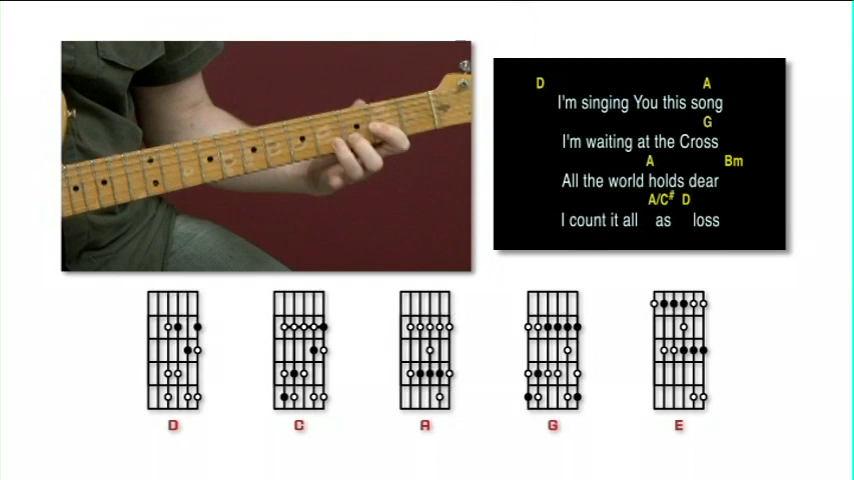 D A
I'm singing You this song
G
I'm waiting at the Cross
A Bm
All the world holds dear
A/C# D
I count it all as loss
D C A G E